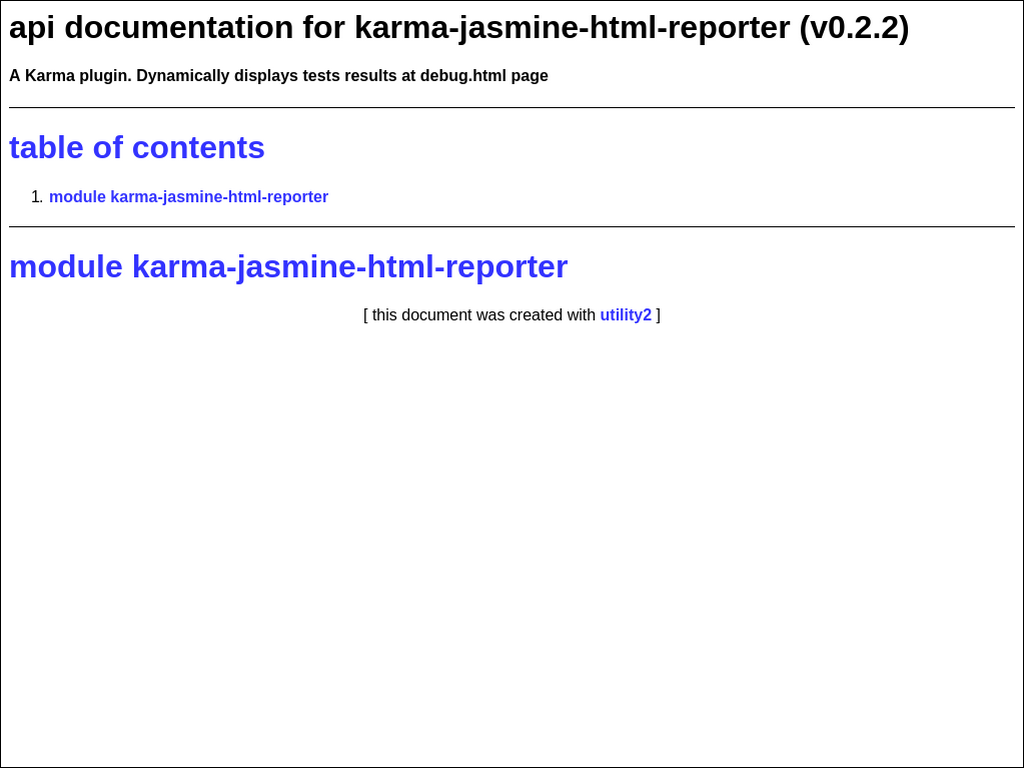 api documentation for karma-jasmine-html-reporter (v0.2.2)
A Karma plugin. Dynamically displays tests results at debug.html page
table of contents
1. module karma-jasmine-html-reporter
module karma-jasmine-html-reporter
[ this document was created with utility2 ]